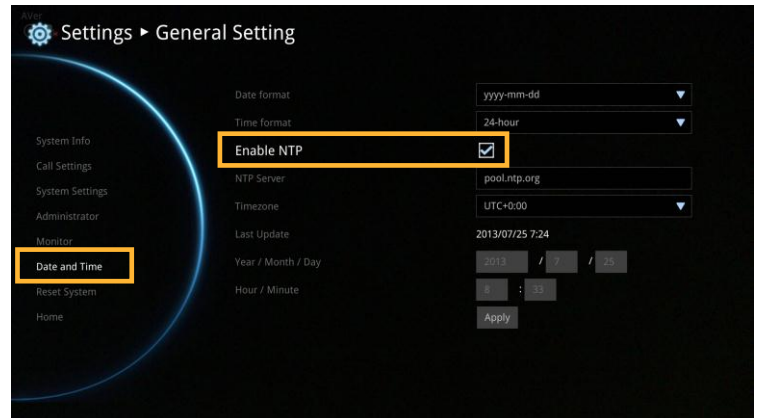 AVer
Settings ▸ General Setting
Date format yyyy-mm-dd
Time format 24-hour
Enable NTP
NTP Server pool.ntp.org
Timezone UTC+0:00
Last Update 2013/07/25 7:24
Year / Month / Day 2013 / 7 / 25
Hour / Minute 8 : 33
Apply
System Info
Call Settings
System Settings
Administrator
Monitor
Date and Time
Reset System
Home